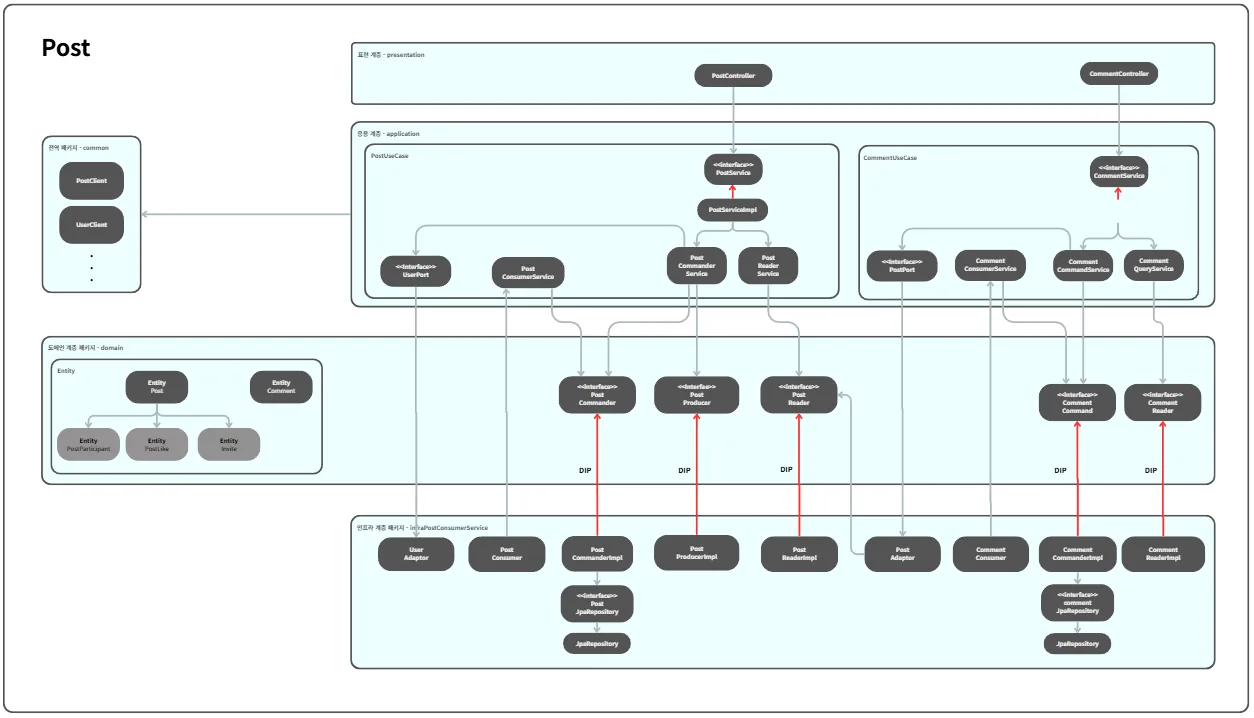 Post
표현 계층 - presentation
PostController
CommentController
응용 계층 - application
PostUseCase
<<interface>>
PostService
PostServiceImpl
<<interface>>
UserPort
Post
ConsumerService
Post
Commander
Service
Post
Reader
Service
CommentUseCase
<<interface>>
CommentService
<<interface>>
PostPort
Comment
ConsumerService
Comment
CommandService
Comment
QueryService
전역 패키지 - common
PostClient
UserClient
도메인 계층 패키지 - domain
Entity
Entity
Post
Entity
Comment
Entity
PostParticipant
Entity
PostLike
Entity
Invite
<<interface>>
Post
Commander
<<interface>>
Post
Producer
<<interface>>
Post
Reader
<<interface>>
Comment
Command
<<interface>>
Comment
Reader
DIP
DIP
DIP
DIP
DIP
인프라 계층 패키지 - infraPostConsumerService
User
Adaptor
Post
Consumer
Post
CommanderImpl
Post
ProducerImpl
Post
ReaderImpl
Post
Adaptor
Comment
Consumer
Comment
CommanderImpl
Comment
ReaderImpl
<<interface>>
Post
JpaRepository
JpaRepository
<<interface>>
comment
JpaRepository
JpaRepository